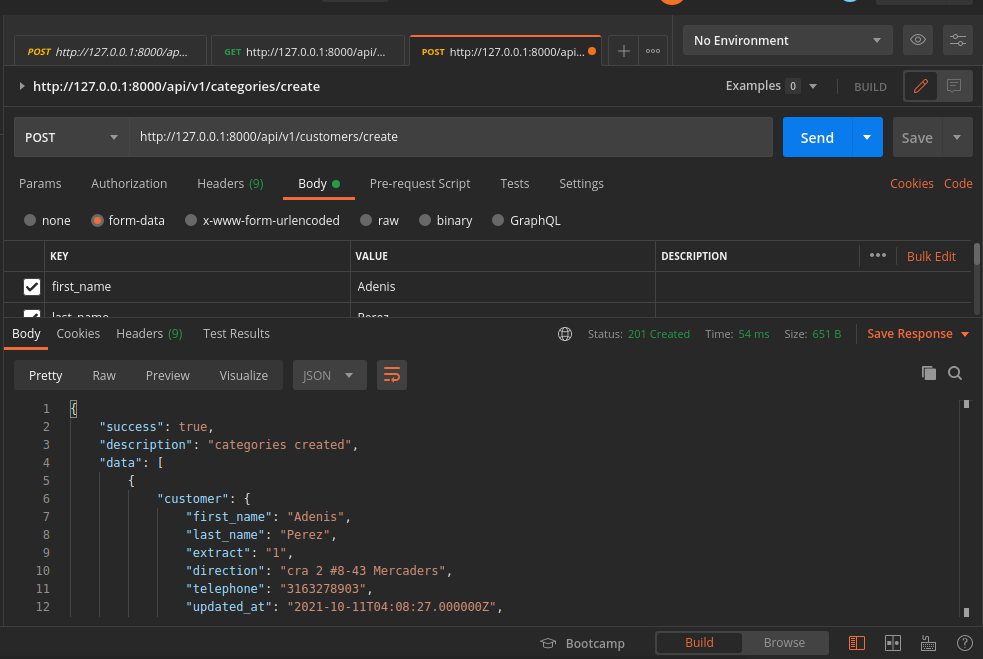 POST http://127.0.0.1:8000/ap...
GET http://127.0.0.1:8000/api/...
POST http://127.0.0.1:8000/api...
No Environment
http://127.0.0.1:8000/api/v1/categories/create
Examples 0
BUILD
POST
http://127.0.0.1:8000/api/v1/customers/create
Send
Save
Params Authorization Headers (9) Body Pre-request Script Tests Settings Cookies Code
none form-data x-www-form-urlencoded raw binary GraphQL
KEY VALUE DESCRIPTION Bulk Edit
first_name Adenis
last_name Perez
Body Cookies Headers (9) Test Results Status: 201 Created Time: 54 ms Size: 651 B Save Response
Pretty Raw Preview Visualize JSON
1 {
2 "success": true,
3 "description": "categories created",
4 "data": [
5 {
6 "customer": {
7 "first_name": "Adenis",
8 "last_name": "Perez",
9 "extract": "1",
10 "direction": "cra 2 #8-43 Mercaders",
11 "telephone": "3163278903",
12 "updated_at": "2021-10-11T04:08:27.000000Z",
Bootcamp Build Browse